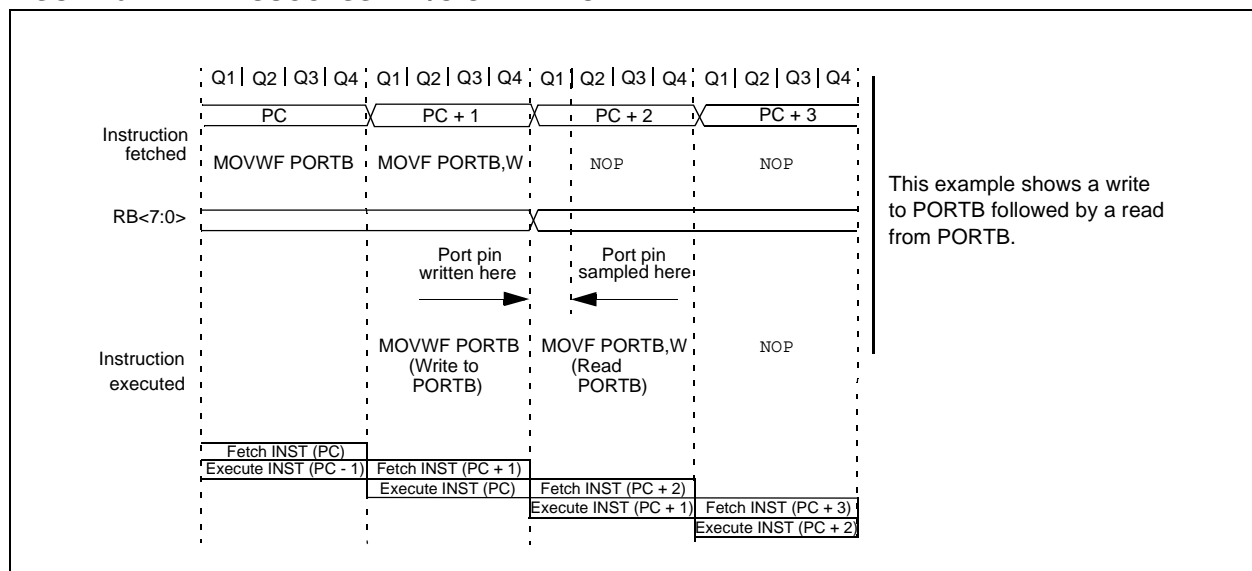 Q1 Q2 Q3 Q4 Q1 Q2 Q3 Q4 Q1 Q2 Q3 Q4 Q1 Q2 Q3 Q4
PC PC + 1 PC + 2 PC + 3
Instruction
fetched
MOVWF PORTB MOVF PORTB,W NOP NOP
This example shows a write
to PORTB followed by a read
from PORTB.
RB<7:0>
Port pin
written here
Port pin
sampled here
Instruction
executed
MOVWF PORTB
(Write to
PORTB)
MOVF PORTB,W
(Read
PORTB)
NOP
Fetch INST (PC)
Execute INST (PC - 1) Fetch INST (PC + 1)
Execute INST (PC) Fetch INST (PC + 2)
Execute INST (PC + 1) Fetch INST (PC + 3)
Execute INST (PC + 2)